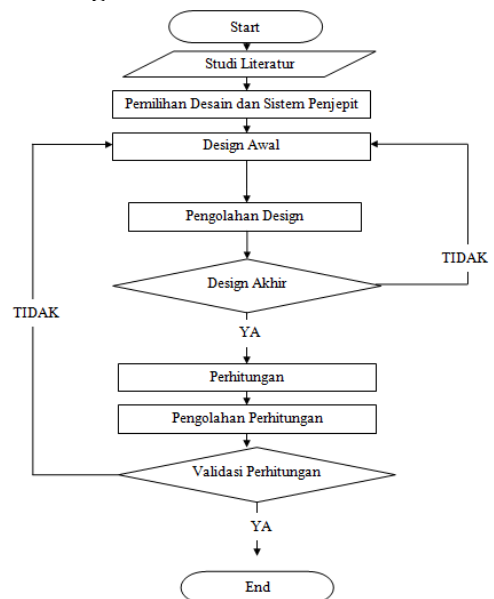 Start
Studi Literatur
Pemilihan Desain dan Sistem Penjepit
Design Awal
Pengolahan Design
Design Akhir
TIDAK
TIDAK
YA
Perhitungan
Pengolahan Perhitungan
Validasi Perhitungan
YA
End